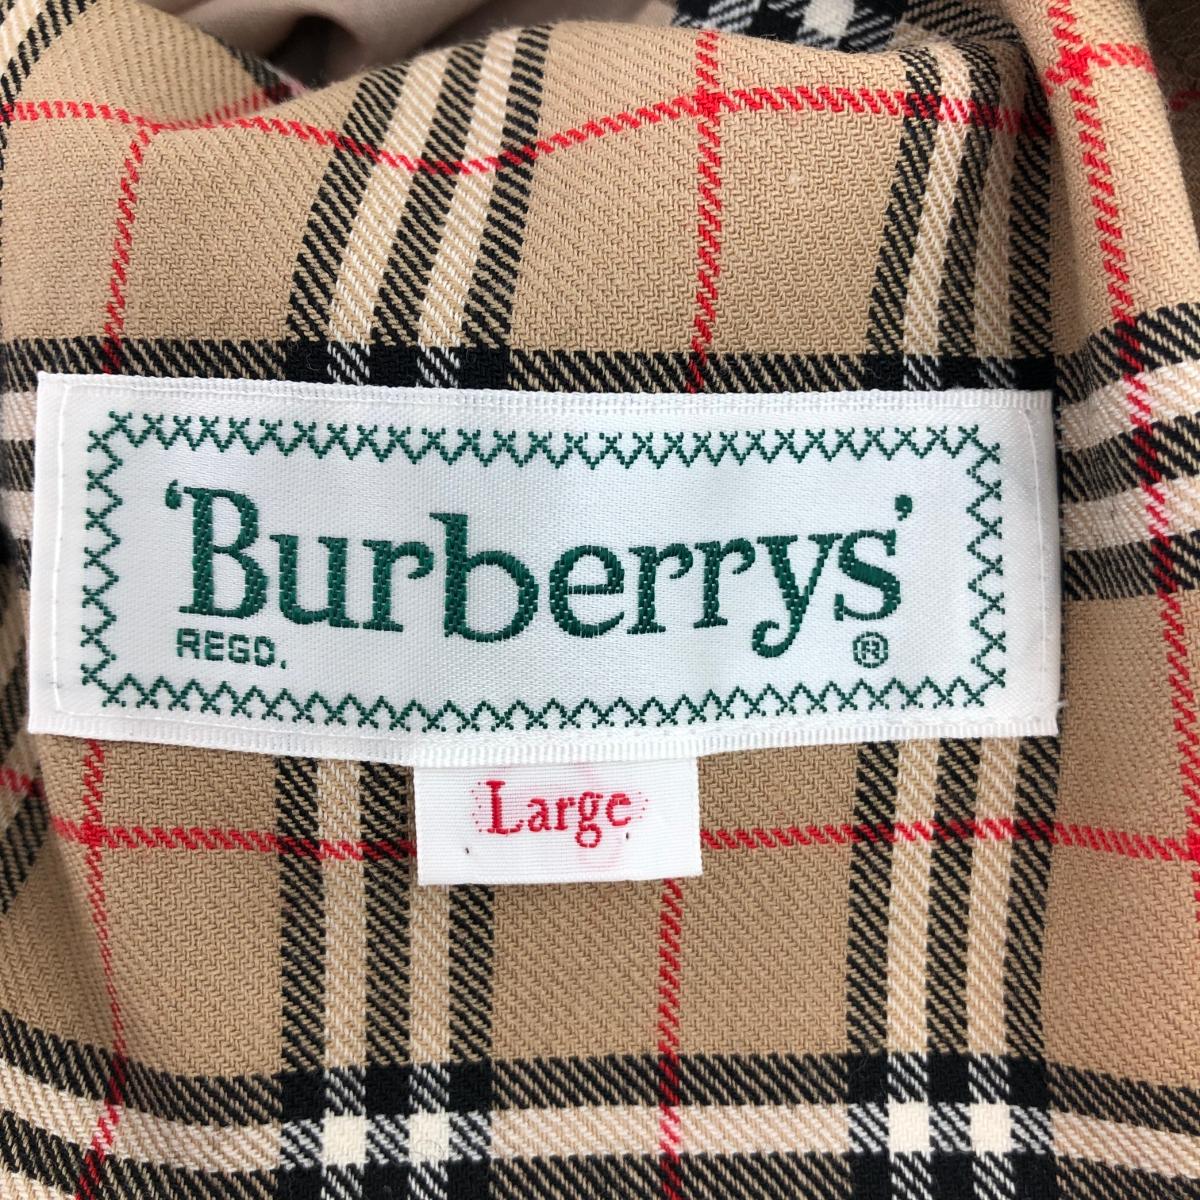 'Burberrys'
REGD. ®
Large